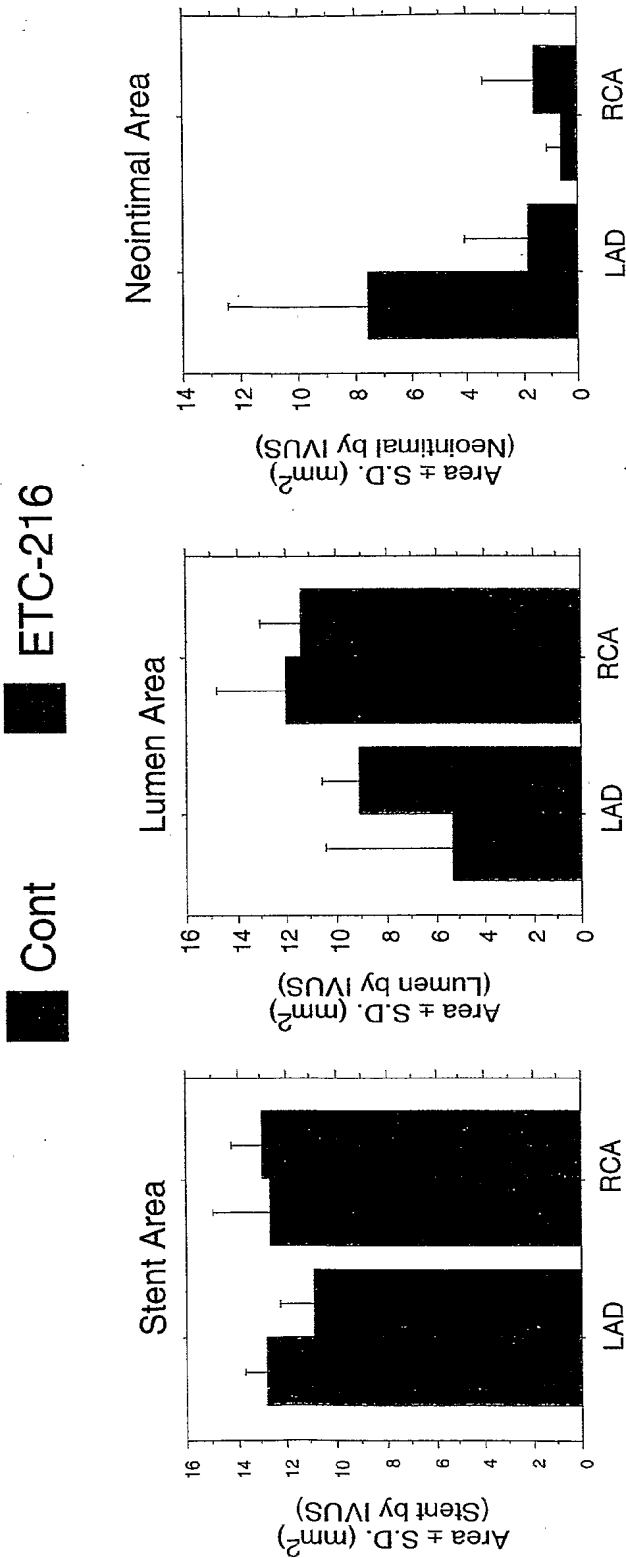 Cont
ETC-216
Stent Area
Area ± S.D. (mm²)
(Stent by IVUS)
16
14
12
10
8
6
4
2
0
LAD
RCA
Lumen Area
Area ± S.D. (mm²)
(Lumen by IVUS)
16
14
12
10
8
6
4
2
0
LAD
RCA
Neointimal Area
Area ± S.D. (mm²)
(Neointimal by IVUS)
14
12
10
8
6
4
2
0
LAD
RCA